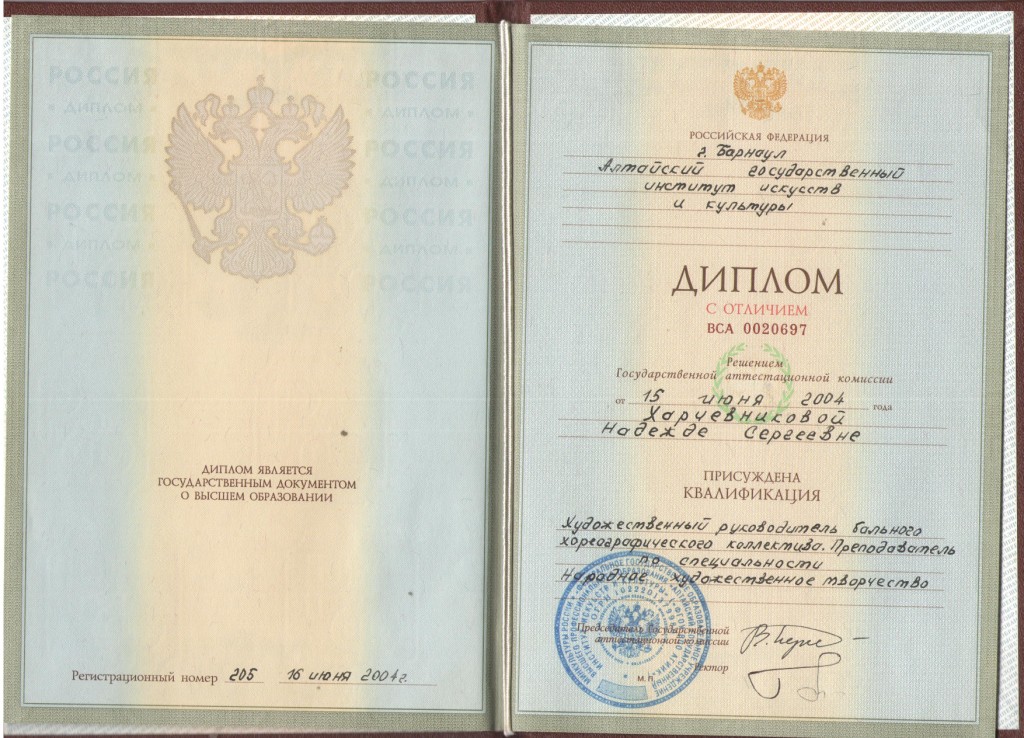 РОССИЯ РОССИЯ
• ДИПЛОМ • • ДИПЛОМ •
РОССИЯ РОССИЯ
• ДИПЛОМ • • ДИПЛОМ •
РОССИЯ РОССИЯ
• ДИПЛОМ • • ДИПЛОМ •
РОССИЯ РОССИЯ
ДИПЛОМ ЯВЛЯЕТСЯ
ГОСУДАРСТВЕННЫМ ДОКУМЕНТОМ
О ВЫСШЕМ ОБРАЗОВАНИИ
Регистрационный номер 205 16 июня 2004г.
РОССИЙСКАЯ ФЕДЕРАЦИЯ
г. Барнаул
Алтайский государственный
институт искусств
и культуры
ДИПЛОМ
С ОТЛИЧИЕМ
ВСА 0020697
Решением
Государственной аттестационной комиссии
от 15 июня 2004 года
Харчевниковой
Надежде Сергеевне
ПРИСУЖДЕНА
КВАЛИФИКАЦИЯ
Художественный руководитель бального
хореографического коллектива. Преподаватель
по специальности
Народное художественное творчество
Председатель Государственной
аттестационной комиссии
Ректор
М.П.